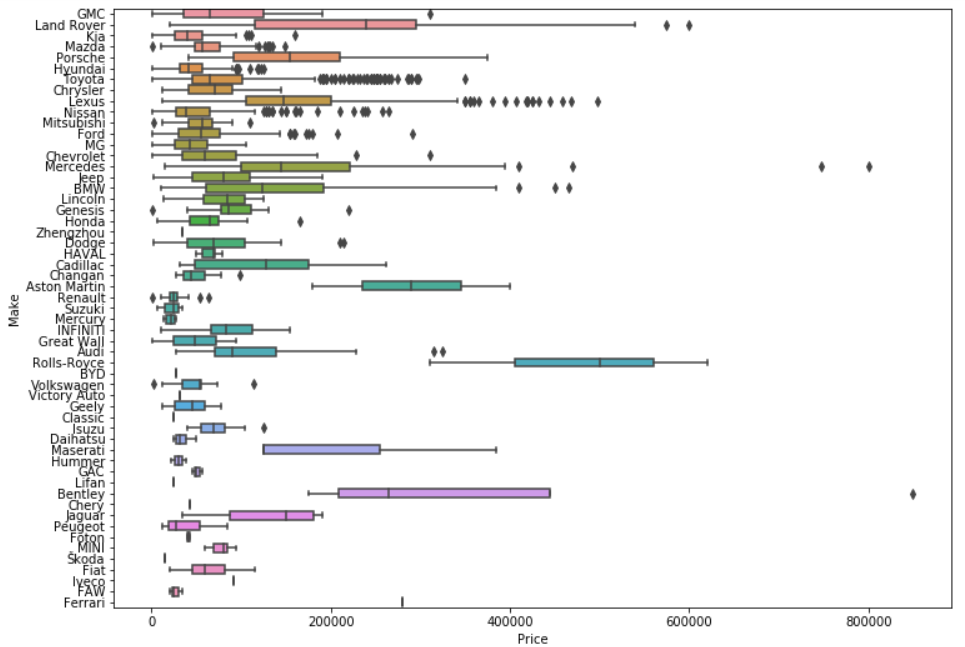 GMC
Land Rover
Kia
Mazda
Porsche
Hyundai
Toyota
Chrysler
Lexus
Nissan
Mitsubishi
Ford
MG
Chevrolet
Mercedes
Jeep
BMW
Lincoln
Genesis
Honda
Zhengzhou
Dodge
HAVAL
Cadillac
Changan
Aston Martin
Renault
Suzuki
Mercury
INFINITI
Great Wall
Audi
Rolls-Royce
BYD
Volkswagen
Victory Auto
Geely
Classic
Isuzu
Daihatsu
Maserati
Hummer
GAC
Lifan
Bentley
Chery
Jaguar
Peugeot
Foton
MINI
Škoda
Fiat
Iveco
FAW
Ferrari
Make
0 200000 400000 600000 800000
Price